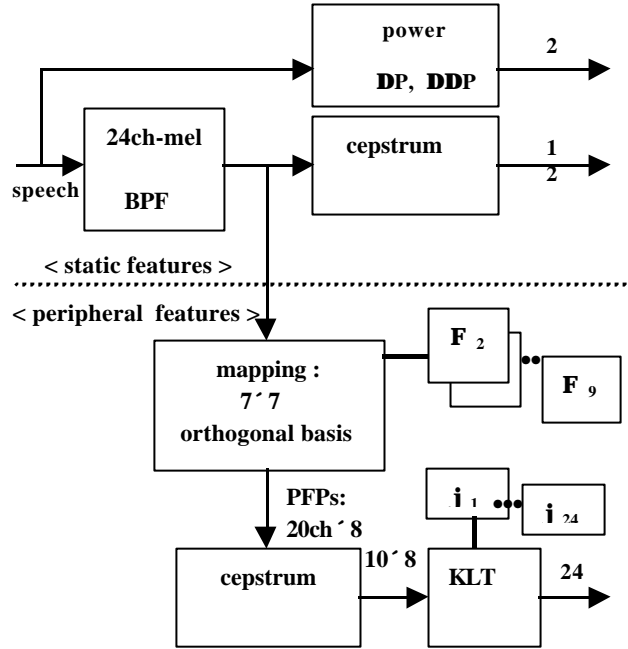 power
DP, DDP
2
24ch-mel
BPF
cepstrum
1
2
speech
< static features >
< peripheral features >
mapping :
7´7
orthogonal basis
F 2
F 9
PFPs:
20ch´8
j 1
j 24
cepstrum
10´8
KLT
24